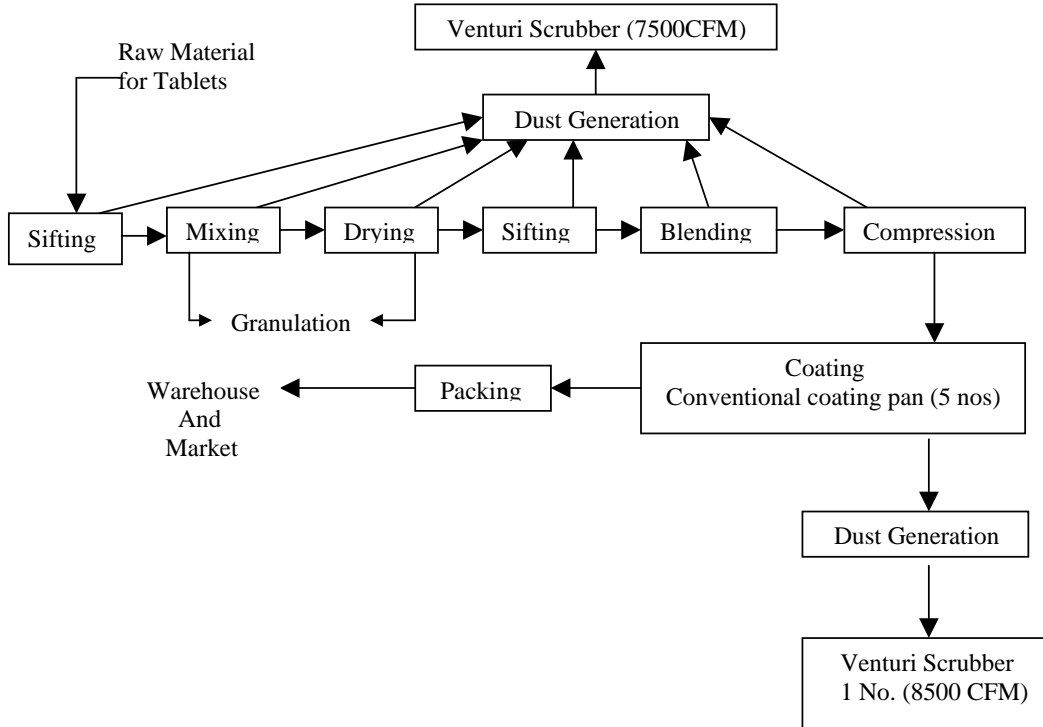 Venturi Scrubber (7500CFM)
Raw Material
for Tablets
Dust Generation
Sifting
Mixing
Drying
Sifting
Blending
Compression
Granulation
Coating
Conventional coating pan (5 nos)
Packing
Warehouse
And
Market
Dust Generation
Venturi Scrubber
1 No. (8500 CFM)